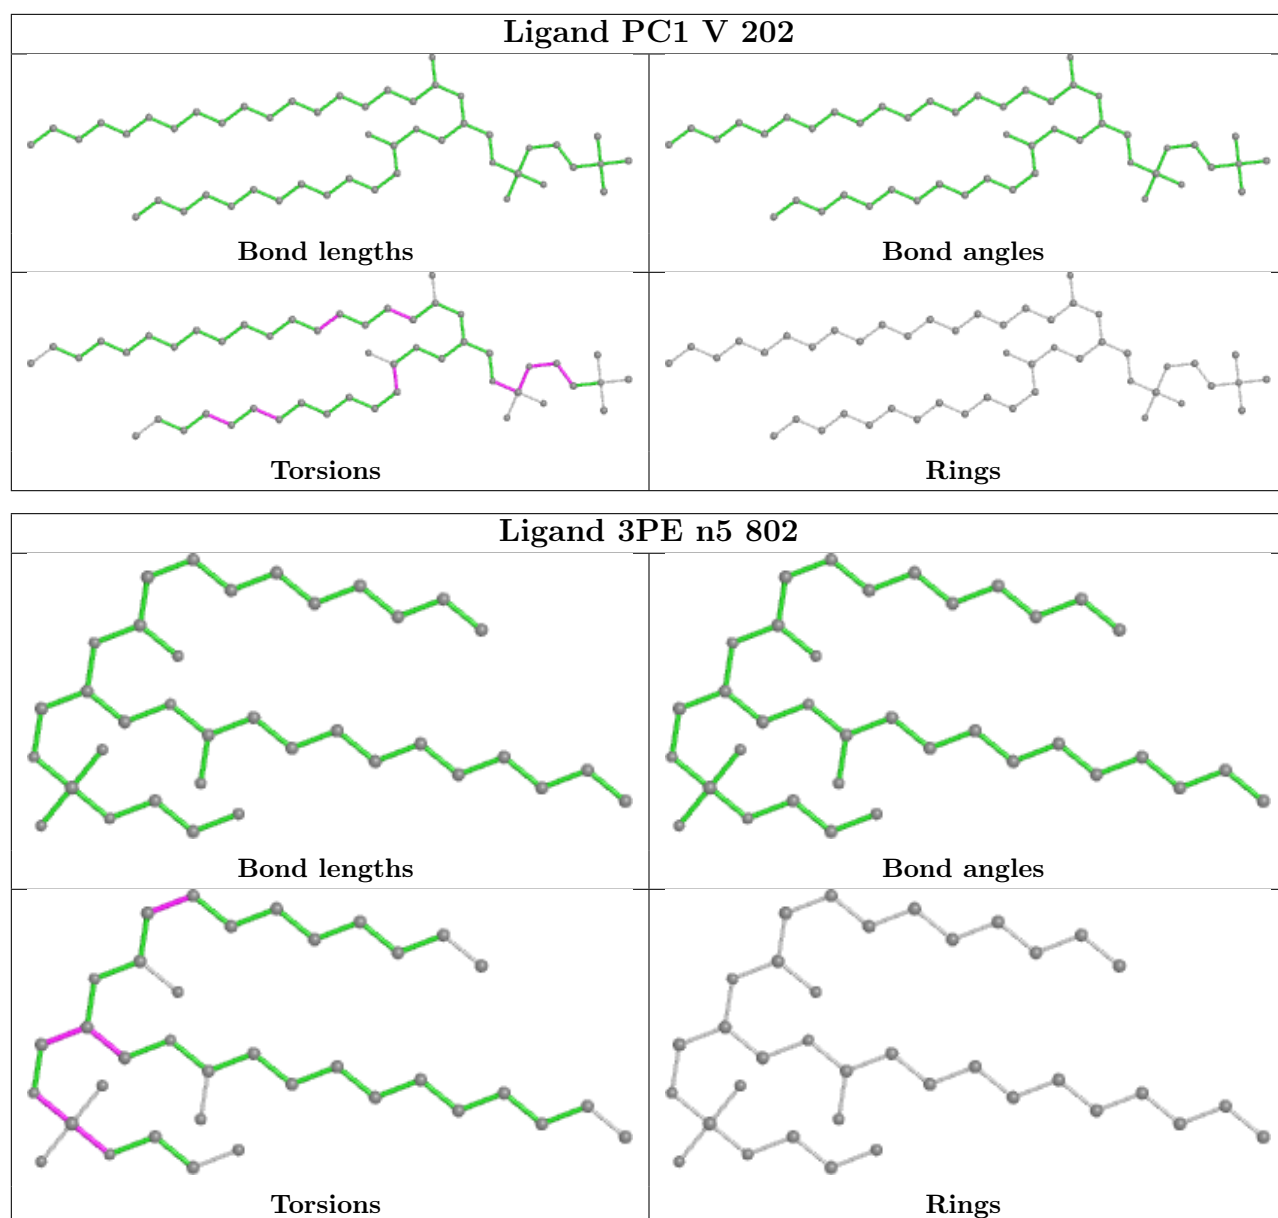 Ligand PC1 V 202
Bond lengths
Bond angles
Torsions
Rings
Ligand 3PE n5 802
Bond lengths
Bond angles
Torsions
Rings